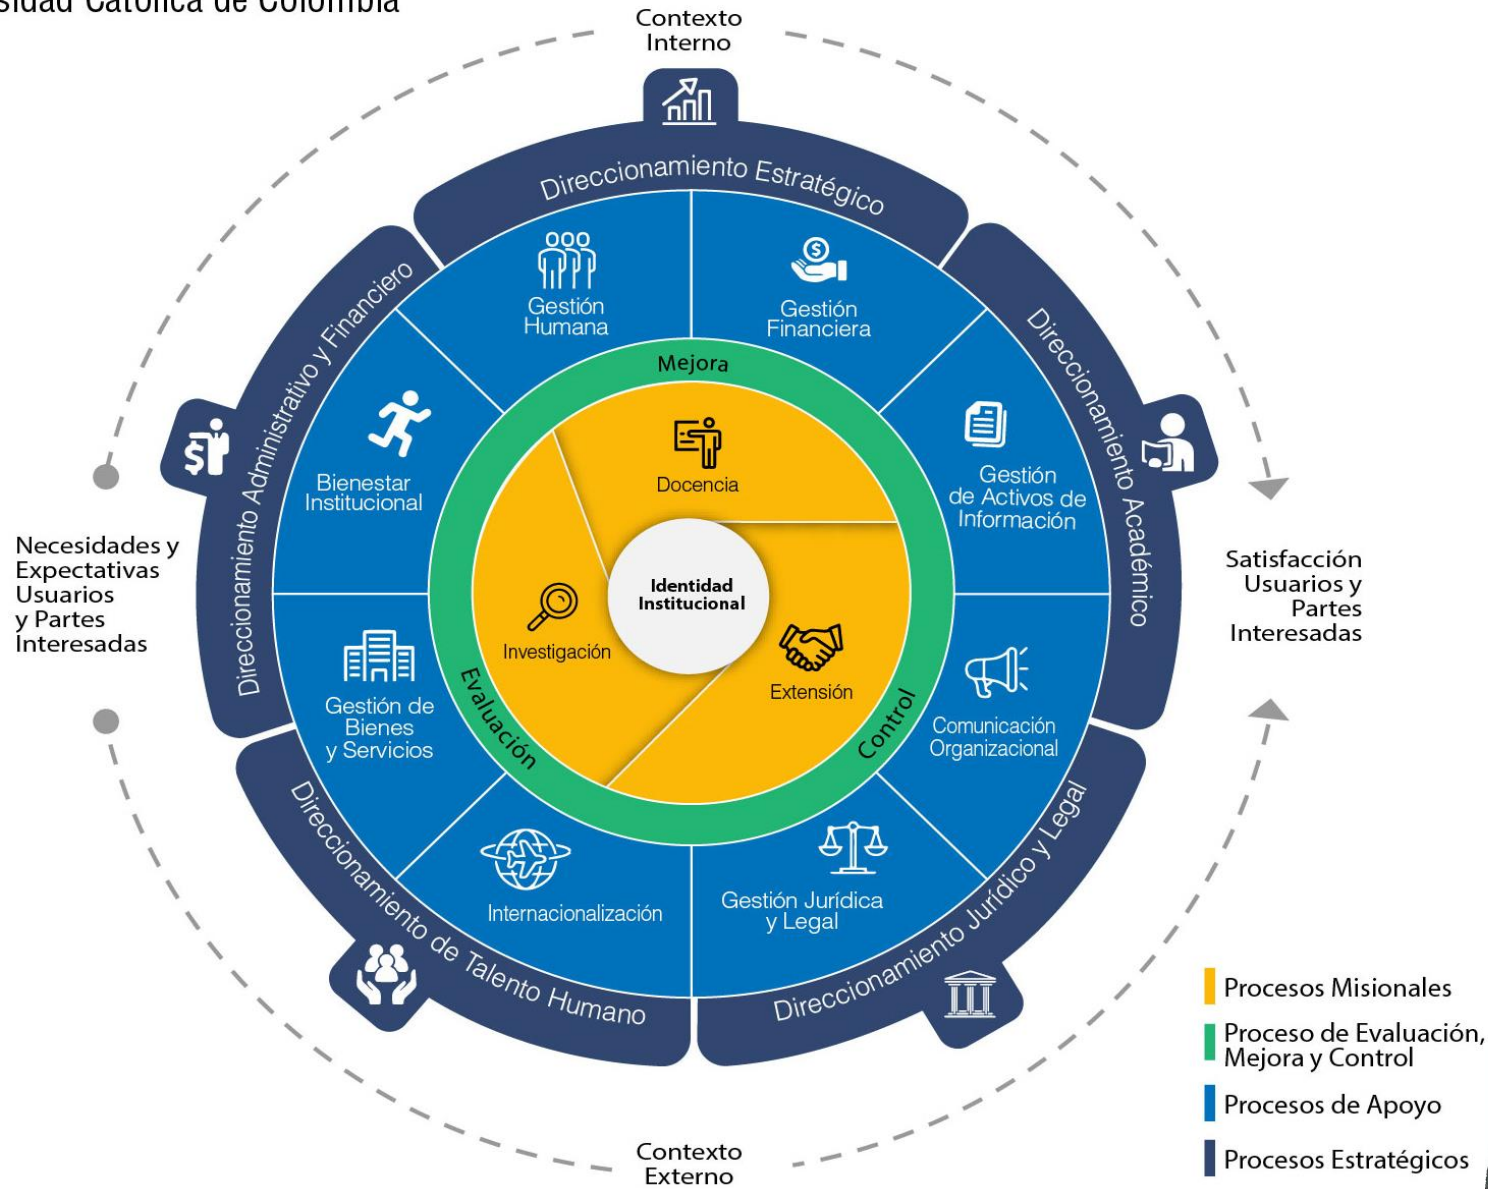 Católica de Colombia
Contexto
Interno
Direccionamiento Estratégico
Direccionamiento Administrativo y Financiero
Direccionamiento Académico
Gestión
Humana
Gestión
Financiera
Mejora
Bienestar
Institucional
Docencia
Gestión
de Activos de
Información
Necesidades y
Expectativas
Usuarios
y Partes
Interesadas
Identidad
Institucional
Satisfacción
Usuarios y
Partes
Interesadas
Investigación
Extensión
Evaluación
Control
Gestión de
Bienes
y Servicios
Comunicación
Organizacional
Internacionalización
Gestión Jurídica
y Legal
Direccionamiento de Talento Humano
Direccionamiento Jurídico y Legal
Contexto
Externo
Procesos Misionales
Proceso de Evaluación,
Mejora y Control
Procesos de Apoyo
Procesos Estratégicos